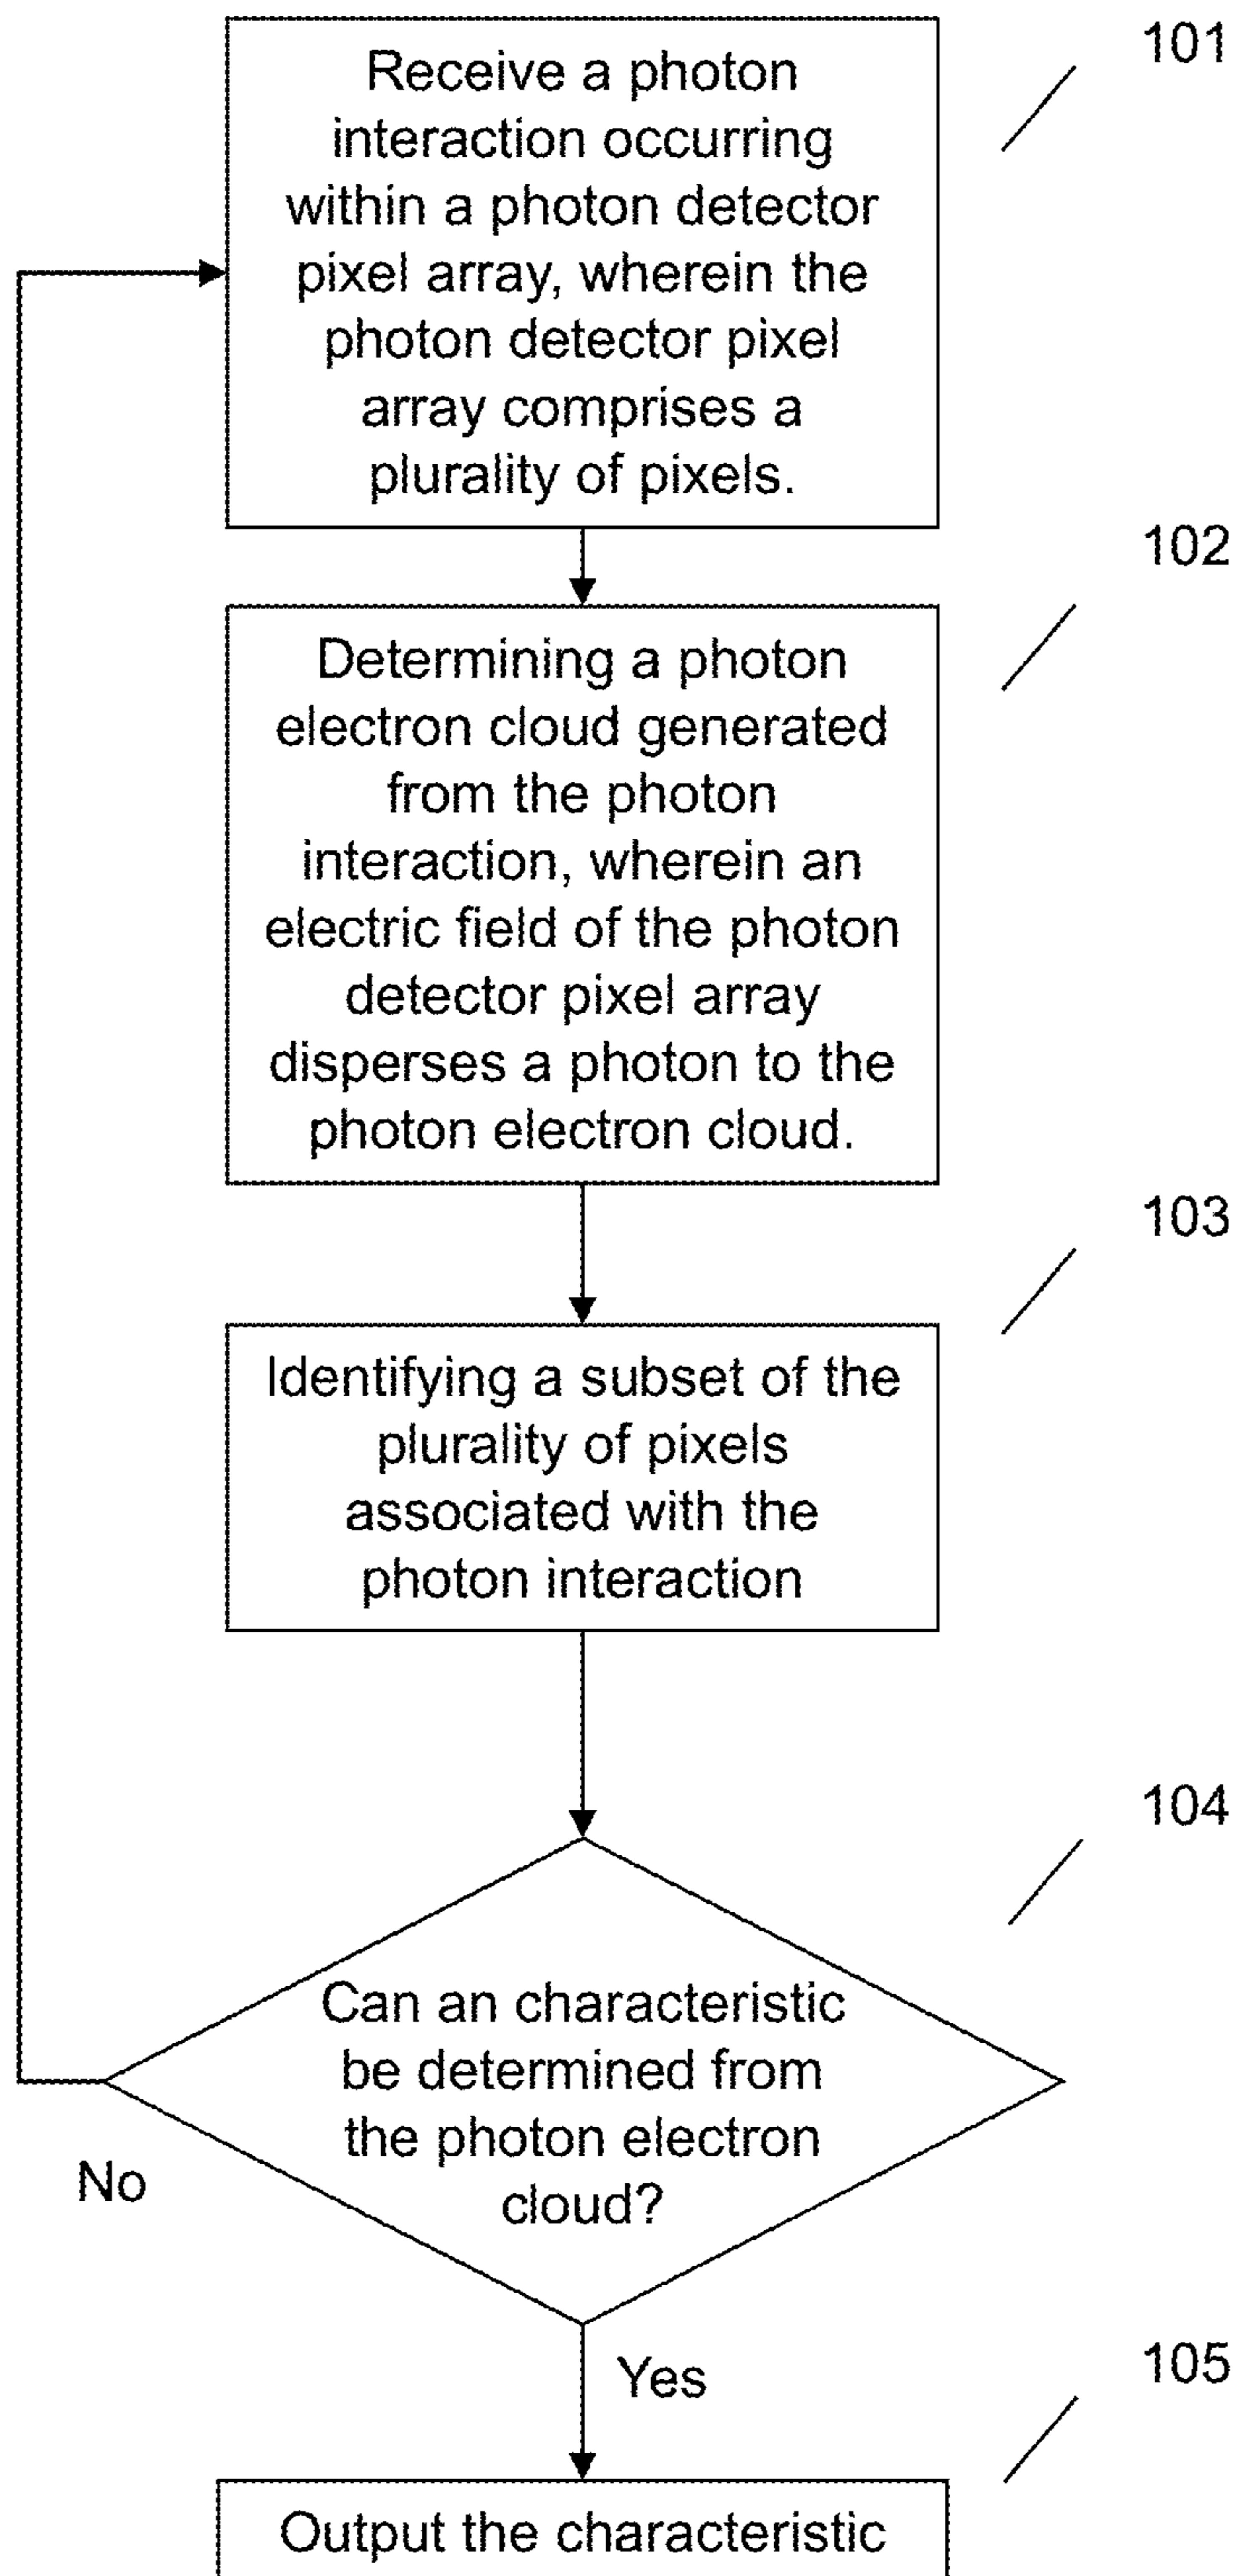 101
Receive a photon
interaction occurring
within a photon detector
pixel array, wherein the
photon detector pixel
array comprises a
plurality of pixels.
102
Determining a photon
electron cloud generated
from the photon
interaction, wherein an
electric field of the photon
detector pixel array
disperses a photon to the
photon electron cloud.
103
Identifying a subset of the
plurality of pixels
associated with the
photon interaction
104
Can an characteristic
be determined from
the photon electron
cloud?
No
Yes
105
Output the characteristic